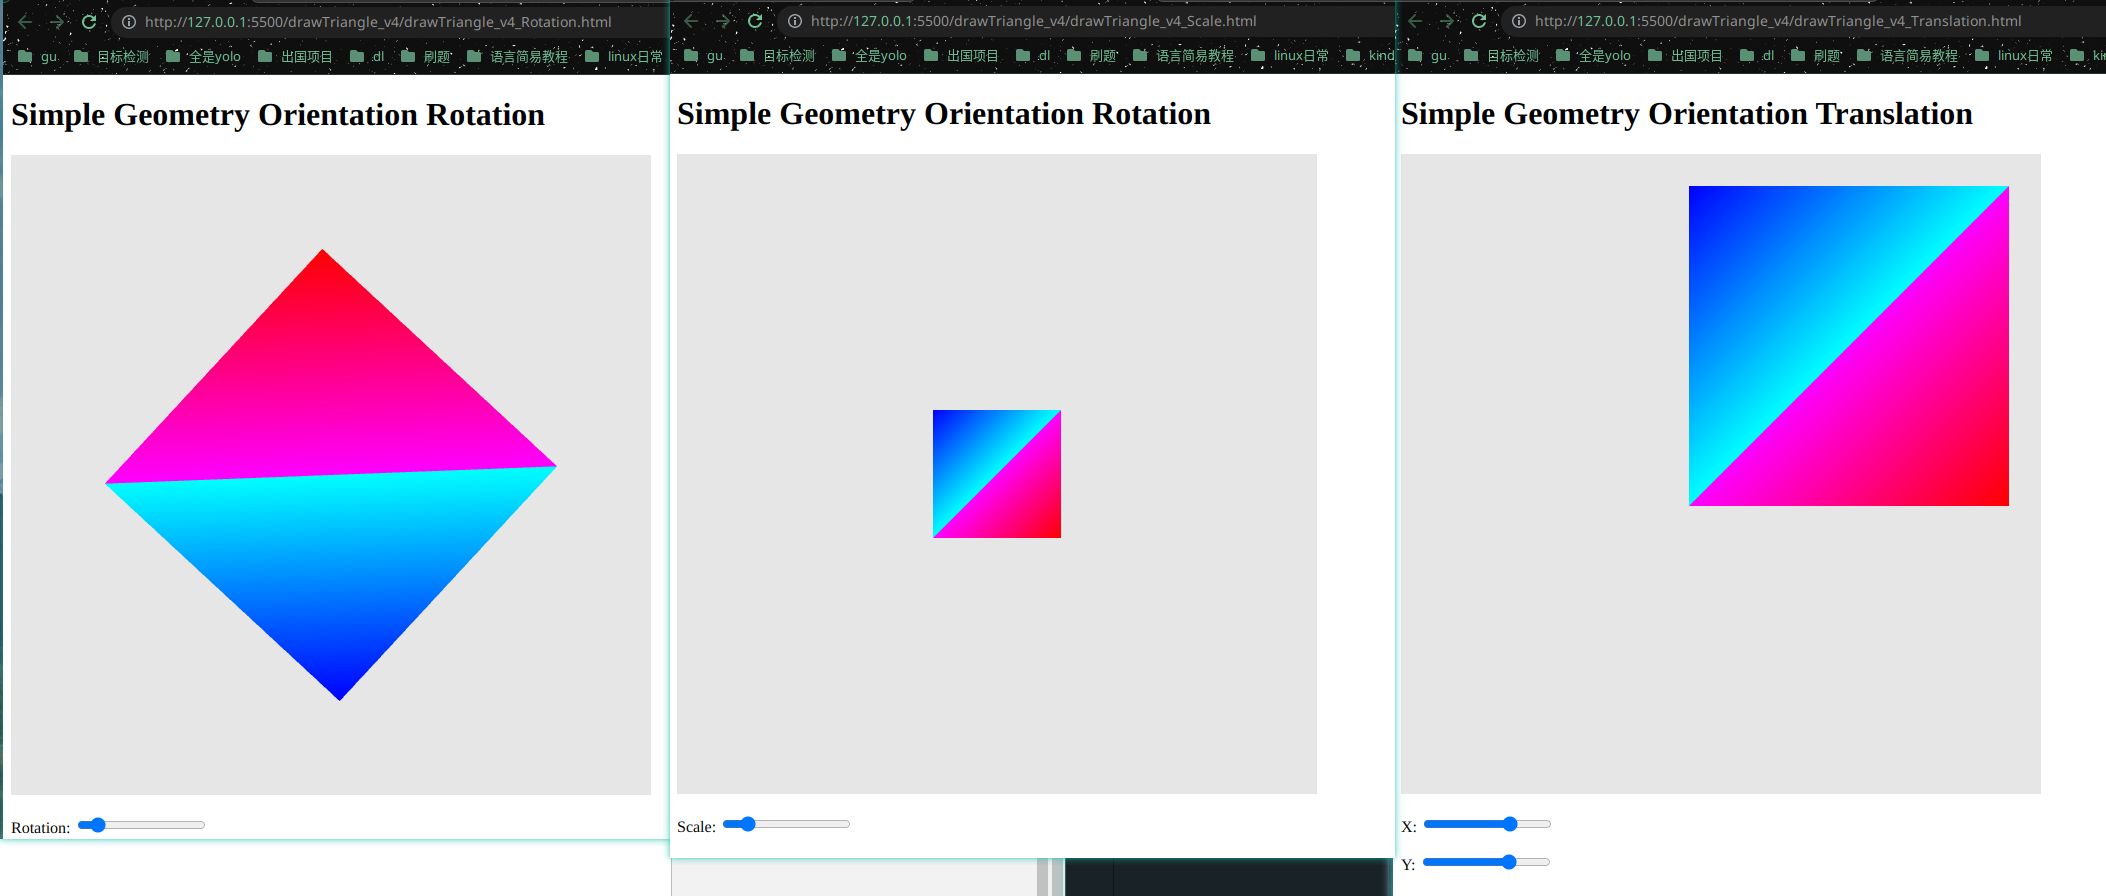 http://127.0.0.1:5500/drawTriangle_v4/drawTriangle_v4_Rotation.html
gu 目标检测 全是yolo 出国项目 dl 刷题 语言简易教程 linux日常
Simple Geometry Orientation Rotation
Rotation:
http://127.0.0.1:5500/drawTriangle_v4/drawTriangle_v4_Scale.html
gu 目标检测 全是yolo 出国项目 dl 刷题 语言简易教程 linux日常 kind
Simple Geometry Orientation Rotation
Scale:
http://127.0.0.1:5500/drawTriangle_v4/drawTriangle_v4_Translation.html
gu 目标检测 全是yolo 出国项目 dl 刷题 语言简易教程 linux日常 ki
Simple Geometry Orientation Translation
X:
Y: